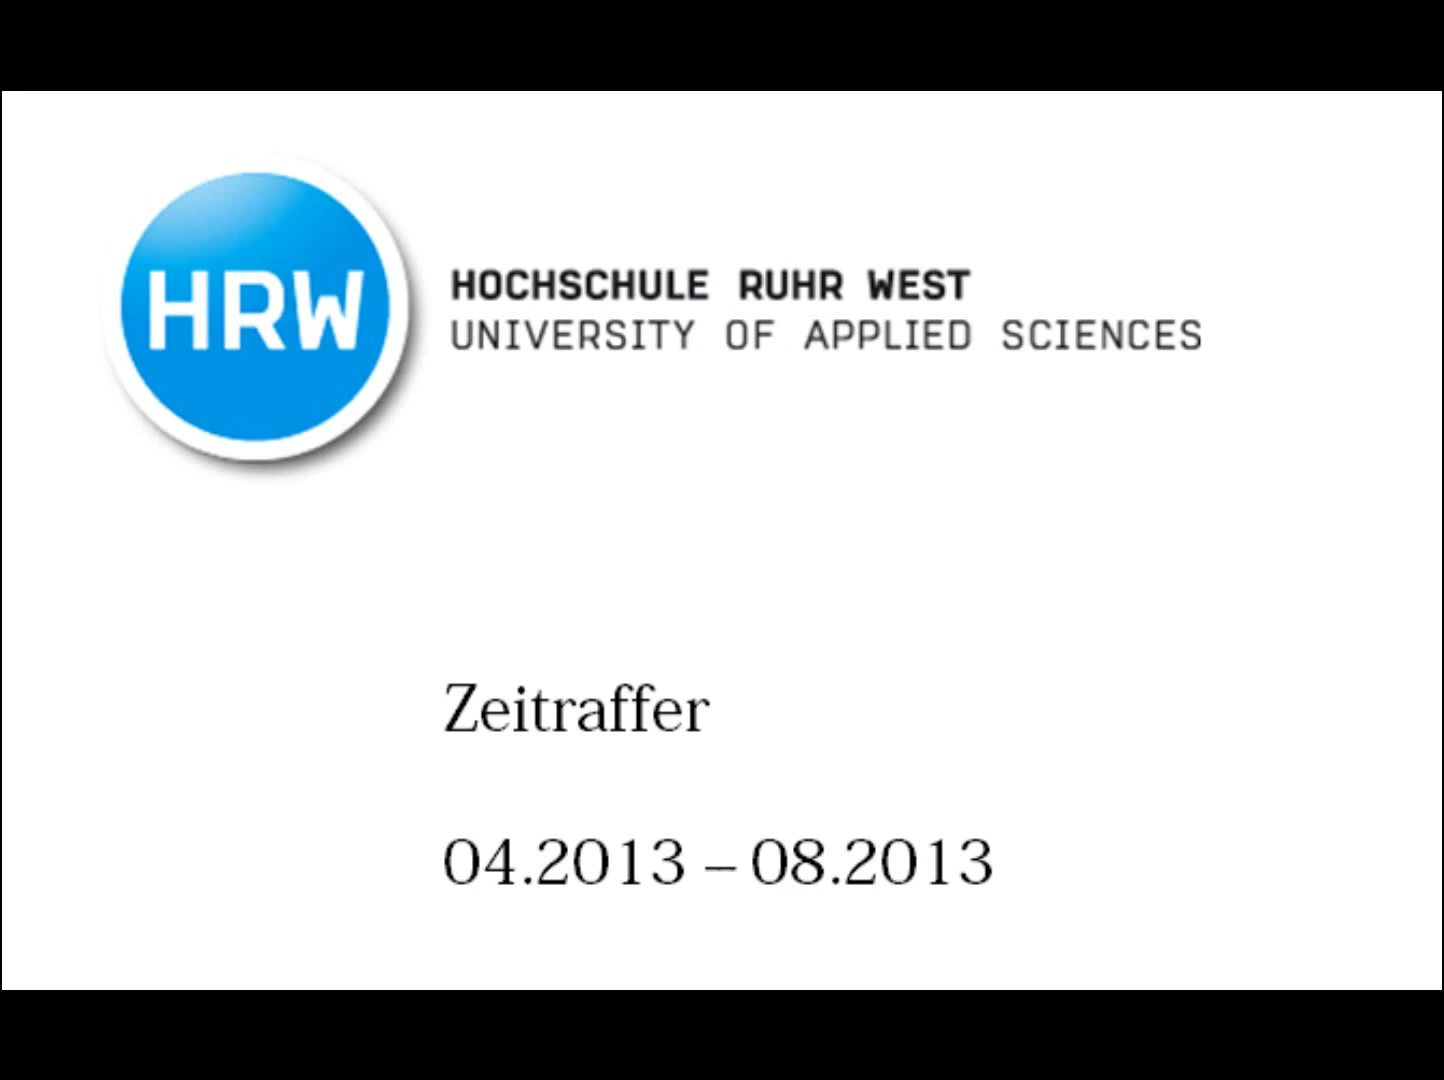 HRW
HOCHSCHULE RUHR WEST
UNIVERSITY OF APPLIED SCIENCES
Zeitraffer
04.2013 – 08.2013